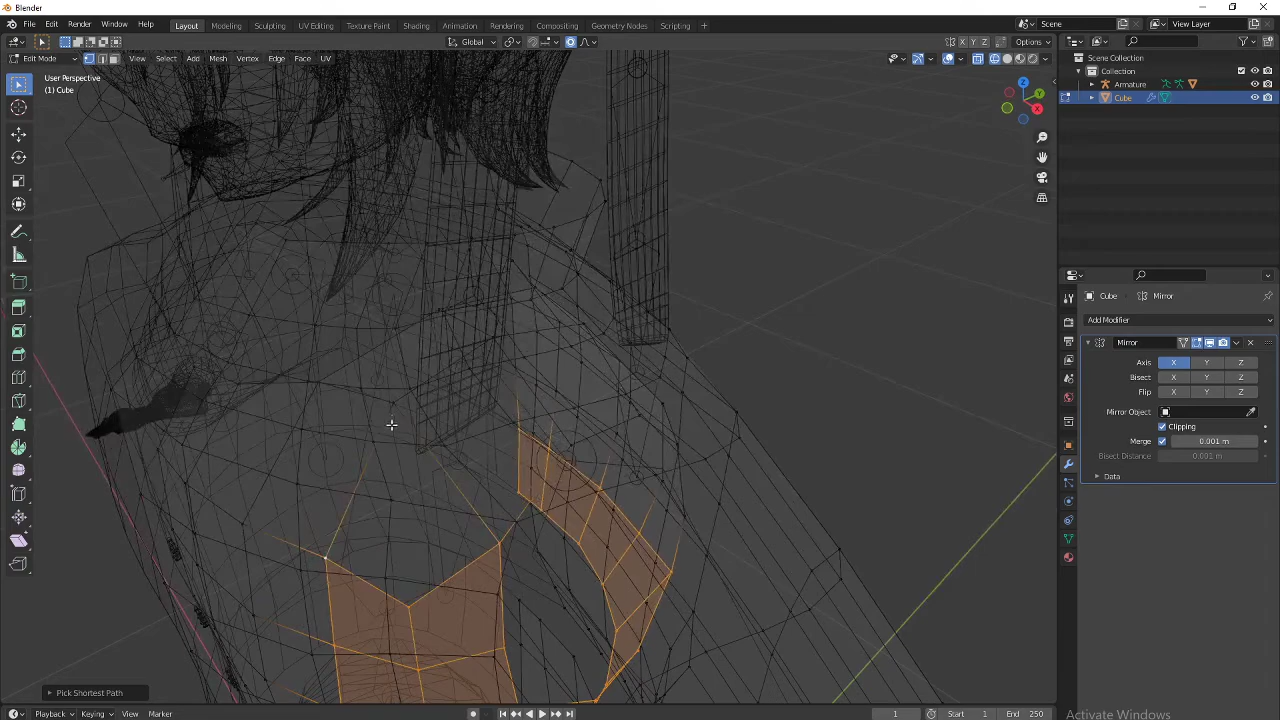 Blender
File Edit Render Window Help Layout Modeling Sculpting UV Editing Texture Paint Shading Animation Rendering Compositing Geometry Nodes Scripting + Scene View Layer
Global X Y Z Options
Edit Mode View Select Add Mesh Vertex Edge Face UV
User Perspective
(1) Cube
Z
Y
X
Scene Collection
Collection
Armature
Cube
Cube Mirror
Add Modifier
Mirror
Axis X Y Z
Bisect X Y Z
Flip X Y Z
Mirror Object
Clipping
Merge 0.001 m
Bisect Distance 0.001 m
Data
Pick Shortest Path
Activate Windows
Playback Keying View Marker 1 Start 1 End 250